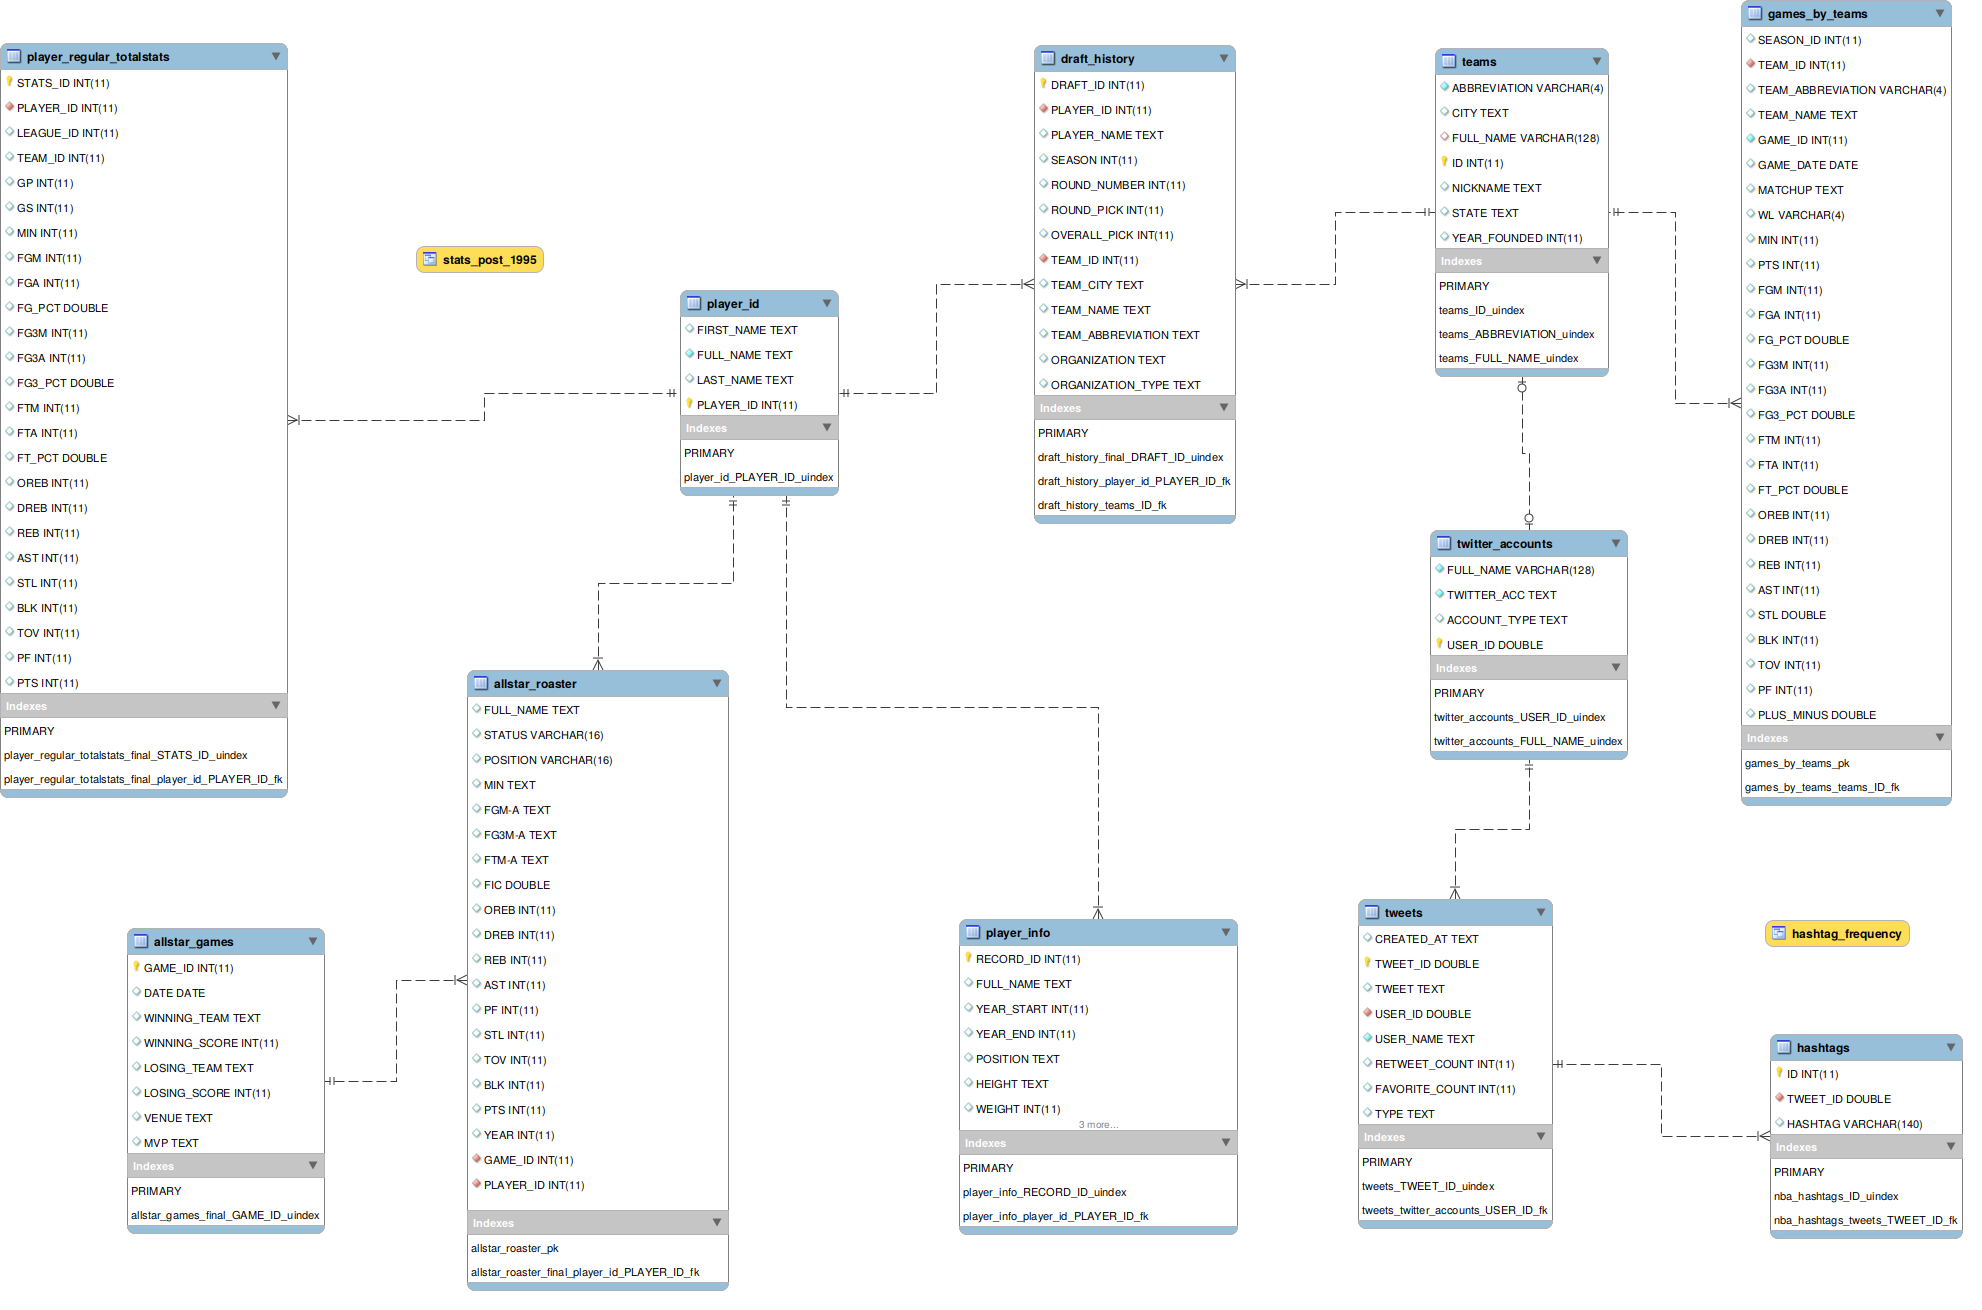 player_regular_totalstats
STATS_ID INT(11)
PLAYER_ID INT(11)
LEAGUE_ID INT(11)
TEAM_ID INT(11)
GP INT(11)
GS INT(11)
MIN INT(11)
FGM INT(11)
FGA INT(11)
FG_PCT DOUBLE
FG3M INT(11)
FG3A INT(11)
FG3_PCT DOUBLE
FTM INT(11)
FTA INT(11)
FT_PCT DOUBLE
OREB INT(11)
DREB INT(11)
REB INT(11)
AST INT(11)
STL INT(11)
BLK INT(11)
TOV INT(11)
PF INT(11)
PTS INT(11)
Indexes
PRIMARY
player_regular_totalstats_final_STATS_ID_uindex
player_regular_totalstats_final_player_id_PLAYER_ID_fk
stats_post_1995
player_id
FIRST_NAME TEXT
FULL_NAME TEXT
LAST_NAME TEXT
PLAYER_ID INT(11)
Indexes
PRIMARY
player_id_PLAYER_ID_uindex
draft_history
DRAFT_ID INT(11)
PLAYER_ID INT(11)
PLAYER_NAME TEXT
SEASON INT(11)
ROUND_NUMBER INT(11)
ROUND_PICK INT(11)
OVERALL_PICK INT(11)
TEAM_ID INT(11)
TEAM_CITY TEXT
TEAM_NAME TEXT
TEAM_ABBREVIATION TEXT
ORGANIZATION TEXT
ORGANIZATION_TYPE TEXT
Indexes
PRIMARY
draft_history_final_DRAFT_ID_uindex
draft_history_player_id_PLAYER_ID_fk
draft_history_teams_ID_fk
teams
ABBREVIATION VARCHAR(4)
CITY TEXT
FULL_NAME VARCHAR(128)
ID INT(11)
NICKNAME TEXT
STATE TEXT
YEAR_FOUNDED INT(11)
Indexes
PRIMARY
teams_ID_uindex
teams_ABBREVIATION_uindex
teams_FULL_NAME_uindex
games_by_teams
SEASON_ID INT(11)
TEAM_ID INT(11)
TEAM_ABBREVIATION VARCHAR(4)
TEAM_NAME TEXT
GAME_ID INT(11)
GAME_DATE DATE
MATCHUP TEXT
WL VARCHAR(4)
MIN INT(11)
PTS INT(11)
FGM INT(11)
FGA INT(11)
FG_PCT DOUBLE
FG3M INT(11)
FG3A INT(11)
FG3_PCT DOUBLE
FTM INT(11)
FTA INT(11)
FT_PCT DOUBLE
OREB INT(11)
DREB INT(11)
REB INT(11)
AST INT(11)
STL DOUBLE
BLK INT(11)
TOV INT(11)
PF INT(11)
PLUS_MINUS DOUBLE
Indexes
games_by_teams_pk
games_by_teams_teams_ID_fk
twitter_accounts
FULL_NAME VARCHAR(128)
TWITTER_ACC TEXT
ACCOUNT_TYPE TEXT
USER_ID DOUBLE
Indexes
PRIMARY
twitter_accounts_USER_ID_uindex
twitter_accounts_FULL_NAME_uindex
allstar_roaster
FULL_NAME TEXT
STATUS VARCHAR(16)
POSITION VARCHAR(16)
MIN TEXT
FGM-A TEXT
FG3M-A TEXT
FTM-A TEXT
FIC DOUBLE
OREB INT(11)
DREB INT(11)
REB INT(11)
AST INT(11)
PF INT(11)
STL INT(11)
TOV INT(11)
BLK INT(11)
PTS INT(11)
YEAR INT(11)
GAME_ID INT(11)
PLAYER_ID INT(11)
Indexes
allstar_roaster_pk
allstar_roaster_final_player_id_PLAYER_ID_fk
allstar_games
GAME_ID INT(11)
DATE DATE
WINNING_TEAM TEXT
WINNING_SCORE INT(11)
LOSING_TEAM TEXT
LOSING_SCORE INT(11)
VENUE TEXT
MVP TEXT
Indexes
PRIMARY
allstar_games_final_GAME_ID_uindex
player_info
RECORD_ID INT(11)
FULL_NAME TEXT
YEAR_START INT(11)
YEAR_END INT(11)
POSITION TEXT
HEIGHT TEXT
WEIGHT INT(11)
3 more...
Indexes
PRIMARY
player_info_RECORD_ID_uindex
player_info_player_id_PLAYER_ID_fk
tweets
CREATED_AT TEXT
TWEET_ID DOUBLE
TWEET TEXT
USER_ID DOUBLE
USER_NAME TEXT
RETWEET_COUNT INT(11)
FAVORITE_COUNT INT(11)
TYPE TEXT
Indexes
PRIMARY
tweets_TWEET_ID_uindex
tweets_twitter_accounts_USER_ID_fk
hashtag_frequency
hashtags
ID INT(11)
TWEET_ID DOUBLE
HASHTAG VARCHAR(140)
Indexes
PRIMARY
nba_hashtags_ID_uindex
nba_hashtags_tweets_TWEET_ID_fk